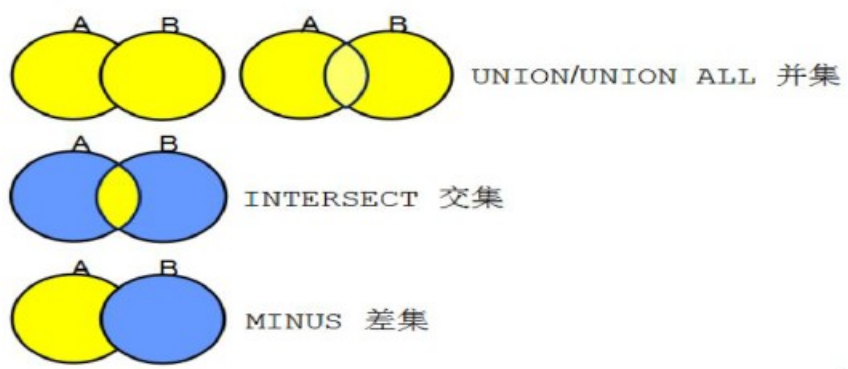 A B A B
UNION/UNION ALL 并集
A B
INTERSECT 交集
A B
MINUS 差集